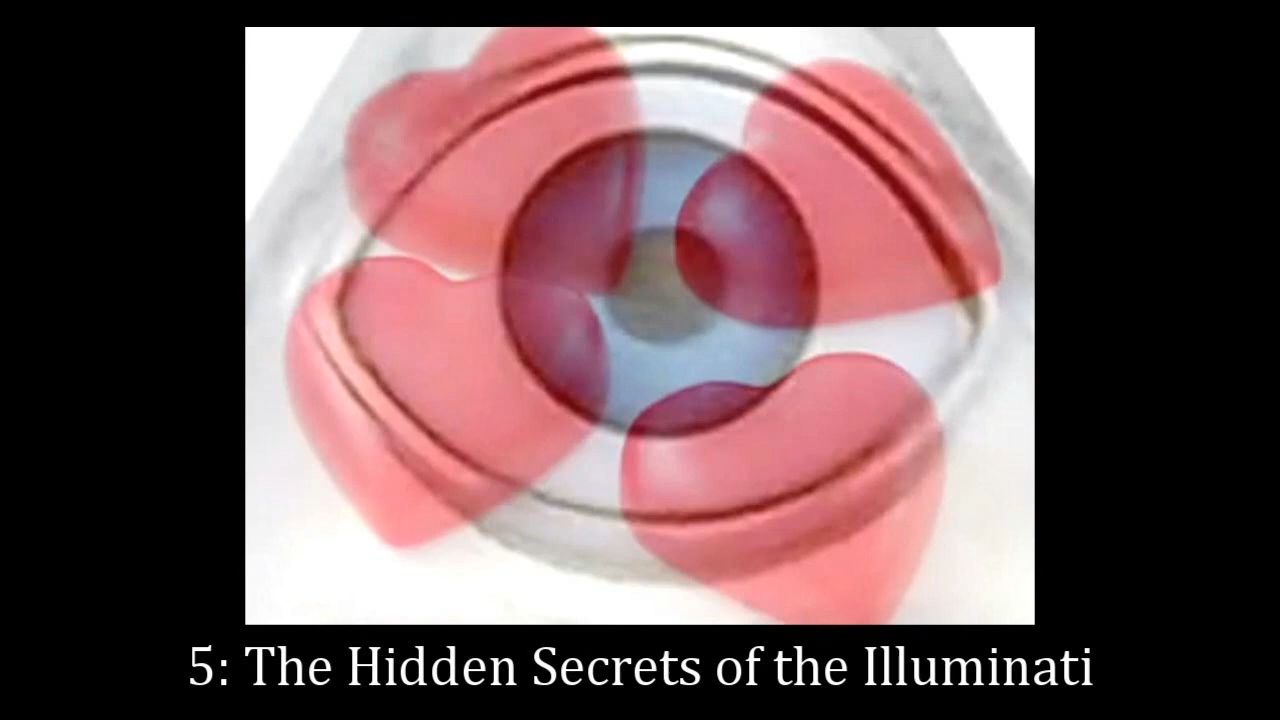 5: The Hidden Secrets of the Illuminati